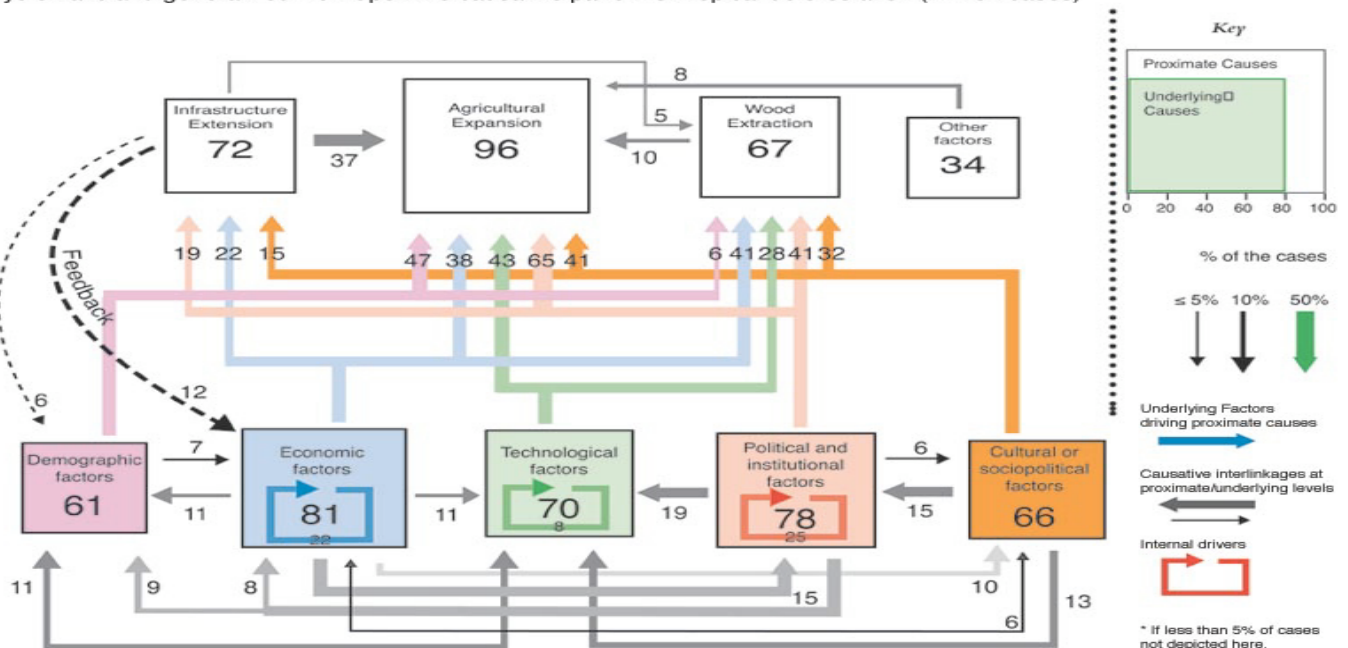 Key
Proximate Causes
Underlying
Causes
0 20 40 60 80 100
% of the cases
≤ 5% 10% 50%
Underlying Factors
driving proximate causes
Causative interlinkages at
proximate/underlying levels
Internal drivers
* If less than 5% of cases
not depicted here.
8
5
Infrastructure
Extension
72
37
Agricultural
Expansion
96
10
Wood
Extraction
67
Other
factors
34
19 22 15
47 38 43 65 41
6 41 28 41 32
Feedback
6
12
Demographic
factors
61
7
11
Economic
factors
81
22
11
Technological
factors
70
8
19
Political and
institutional
factors
78
25
6
15
Cultural or
sociopolitical
factors
66
11
9
8
15
10
6
13